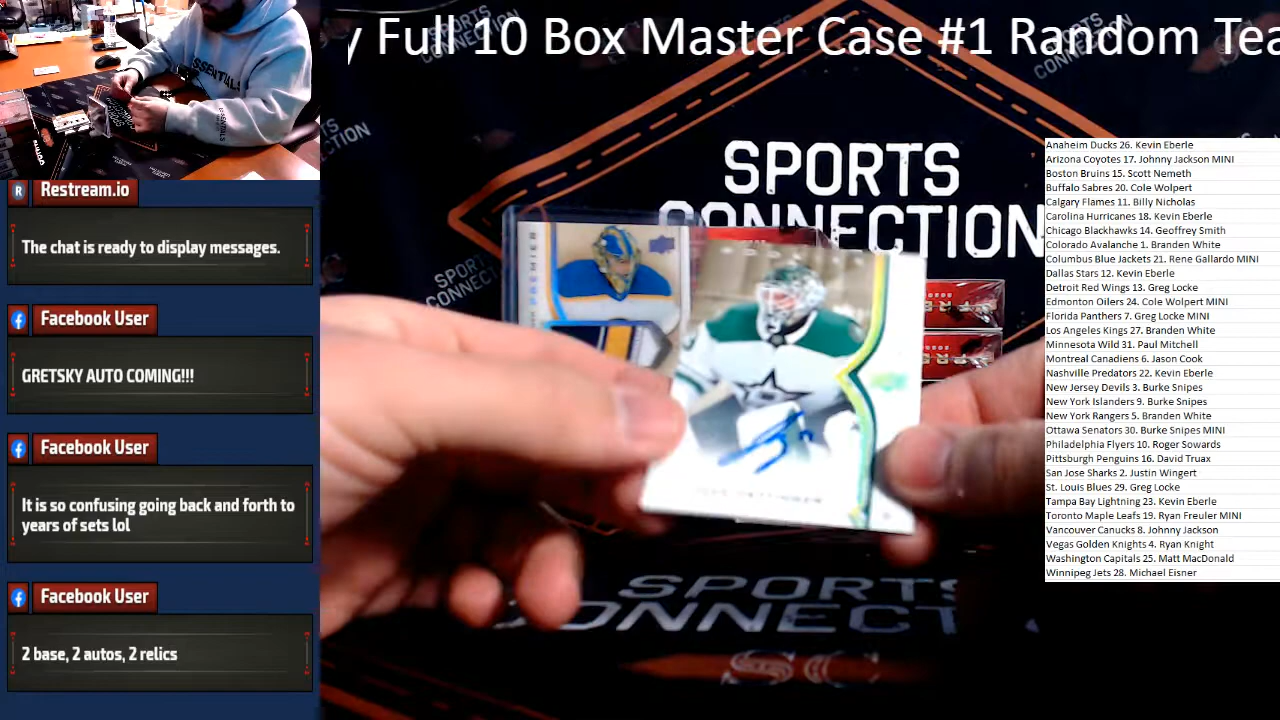 y Full 10 Box Master Case #1 Random Tea
SPORTS
CONNECTION
SPORTS
CONNECTION
Restream.io
The chat is ready to display messages.
Facebook User
GRETSKY AUTO COMING!!!
Facebook User
It is so confusing going back and forth to
years of sets lol
Facebook User
2 base, 2 autos, 2 relics
PREMIER
Anaheim Ducks 26. Kevin Eberle
Arizona Coyotes 17. Johnny Jackson MINI
Boston Bruins 15. Scott Nemeth
Buffalo Sabres 20. Cole Wolpert
Calgary Flames 11. Billy Nicholas
Carolina Hurricanes 18. Kevin Eberle
Chicago Blackhawks 14. Geoffrey Smith
Colorado Avalanche 1. Branden White
Columbus Blue Jackets 21. Rene Gallardo MINI
Dallas Stars 12. Kevin Eberle
Detroit Red Wings 13. Greg Locke
Edmonton Oilers 24. Cole Wolpert MINI
Florida Panthers 7. Greg Locke MINI
Los Angeles Kings 27. Branden White
Minnesota Wild 31. Paul Mitchell
Montreal Canadiens 6. Jason Cook
Nashville Predators 22. Kevin Eberle
New Jersey Devils 3. Burke Snipes
New York Islanders 9. Burke Snipes
New York Rangers 5. Branden White
Ottawa Senators 30. Burke Snipes MINI
Philadelphia Flyers 10. Roger Sowards
Pittsburgh Penguins 16. David Truax
San Jose Sharks 2. Justin Wingert
St. Louis Blues 29. Greg Locke
Tampa Bay Lightning 23. Kevin Eberle
Toronto Maple Leafs 19. Ryan Freuler MINI
Vancouver Canucks 8. Johnny Jackson
Vegas Golden Knights 4. Ryan Knight
Washington Capitals 25. Matt MacDonald
Winnipeg Jets 28. Michael Eisner
SPORTS
CONNECT
SC